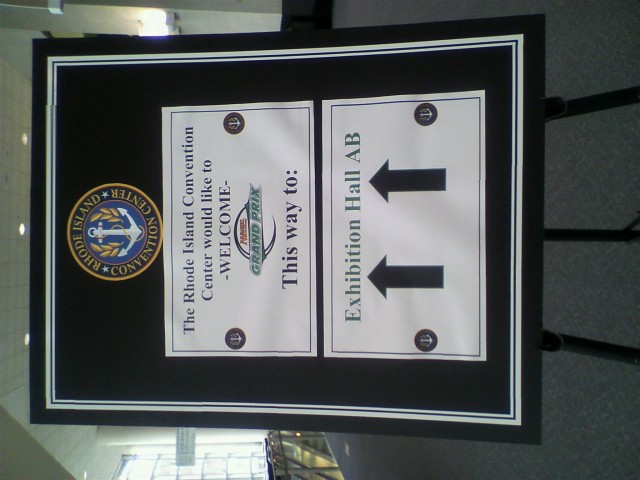 RHODE ISLAND
CONVENTION CENTER
The Rhode Island Convention
Center would like to
-WELCOME-
NHRE
GRAND PRIX
This way to:
Exhibition Hall AB